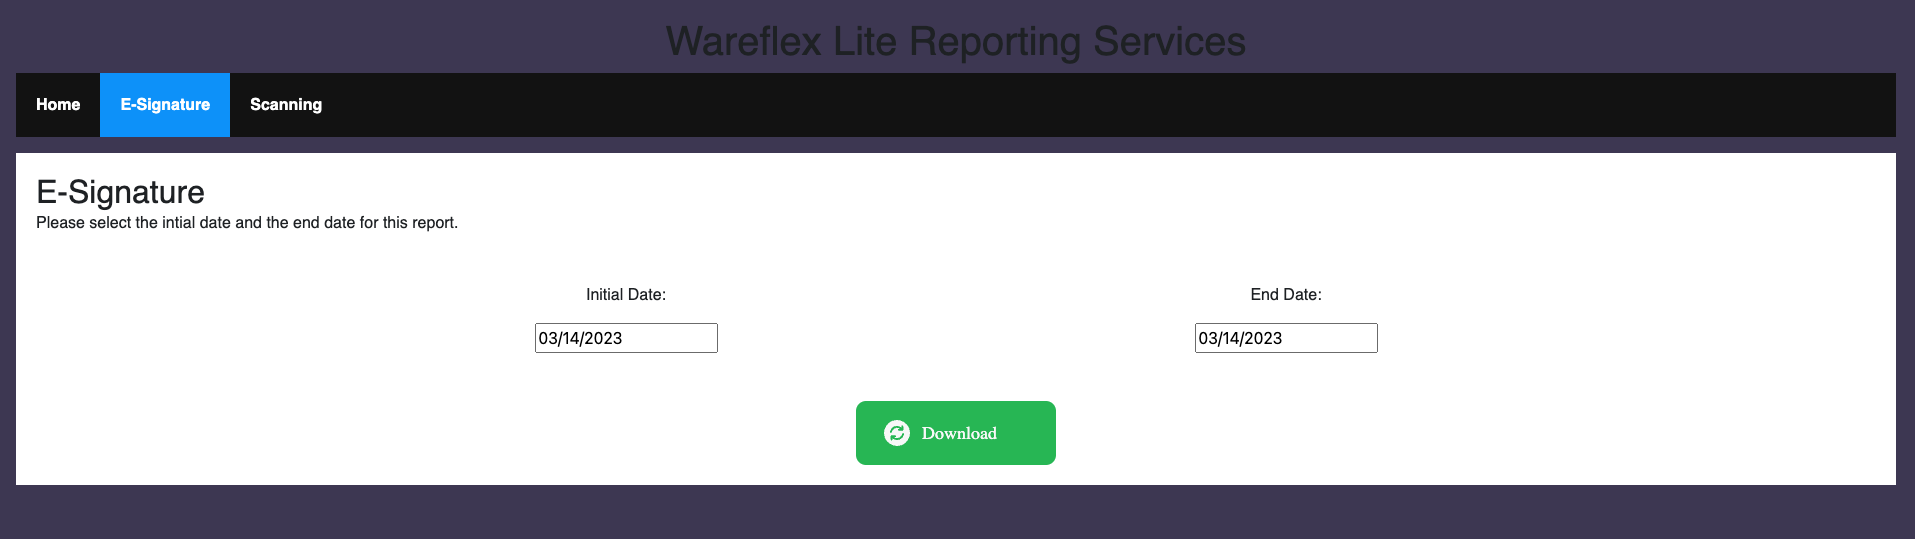 Wareflex Lite Reporting Services
Home E-Signature Scanning
E-Signature
Please select the intial date and the end date for this report.
Initial Date: End Date:
03/14/2023 03/14/2023
Download